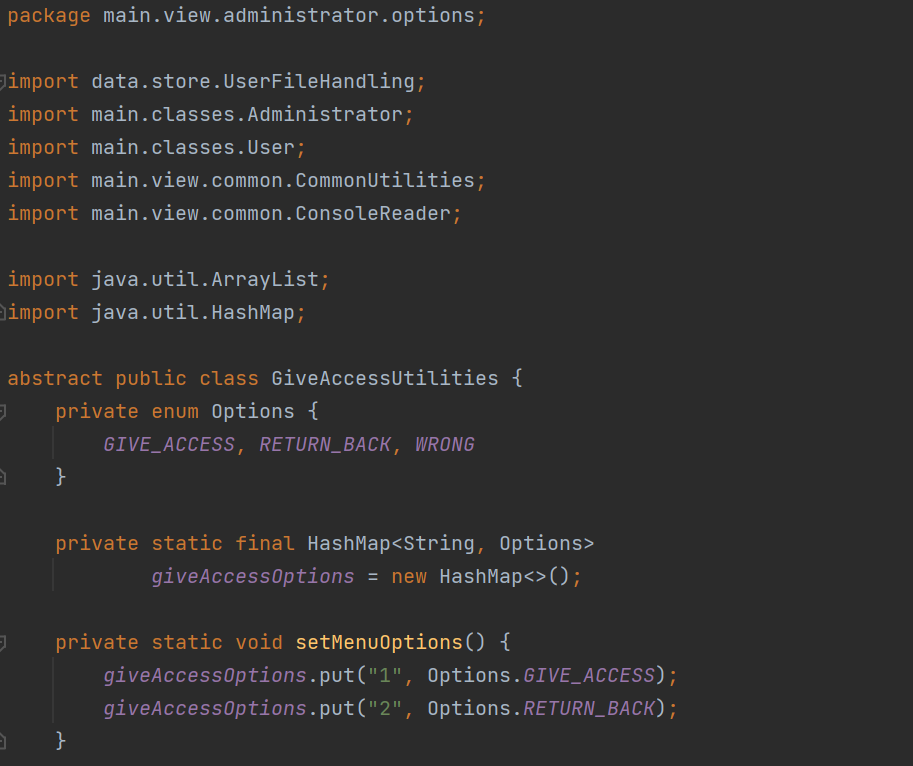 package main.view.administrator.options;
import data.store.UserFileHandling;
import main.classes.Administrator;
import main.classes.User;
import main.view.common.CommonUtilities;
import main.view.common.ConsoleReader;
import java.util.ArrayList;
import java.util.HashMap;
abstract public class GiveAccessUtilities {
    private enum Options {
        GIVE_ACCESS, RETURN_BACK, WRONG
    }
    private static final HashMap<String, Options>
            giveAccessOptions = new HashMap<>();
    private static void setMenuOptions() {
        giveAccessOptions.put("1", Options.GIVE_ACCESS);
        giveAccessOptions.put("2", Options.RETURN_BACK);
    }